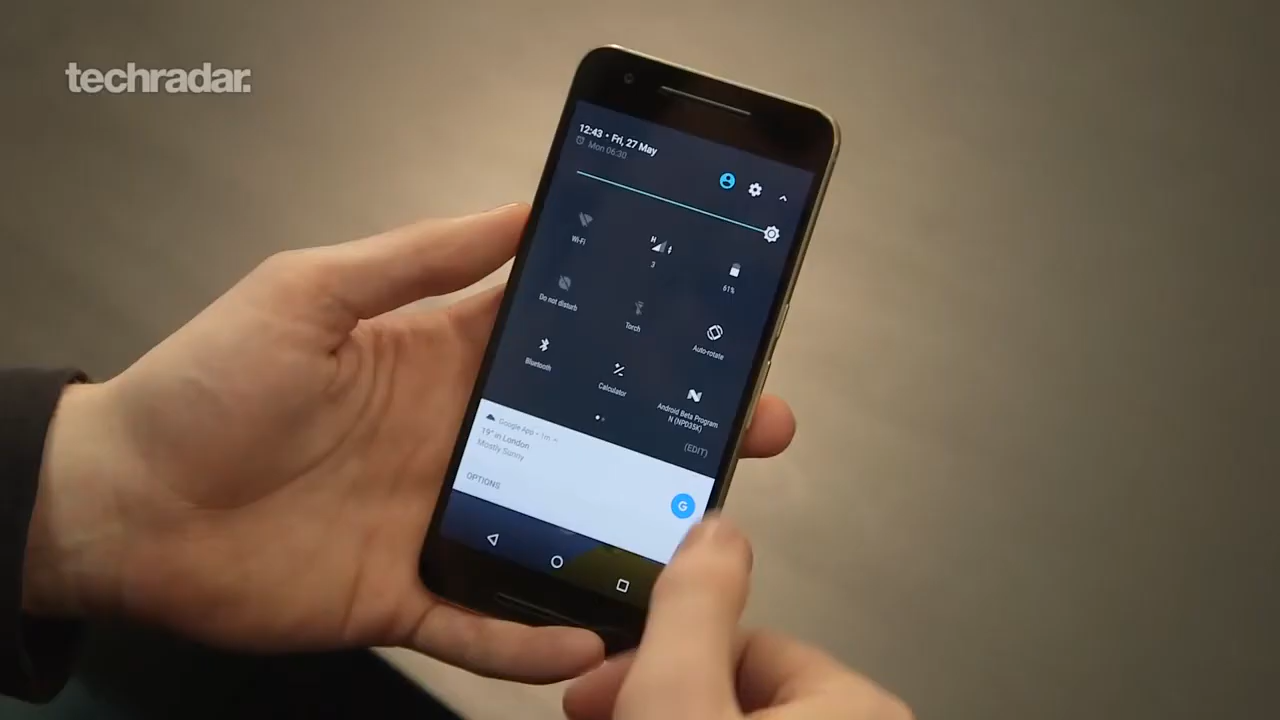 techradar.
12:43 • Fri, 27 May
Mon 06:30
Wi-Fi
H
3
61%
Do not disturb
Torch
Auto-rotate
Bluetooth
Calculator
Android Beta Program
N (NPD35K)
(EDIT)
Google App • 1m
19° in London
Mostly Sunny
OPTIONS
G